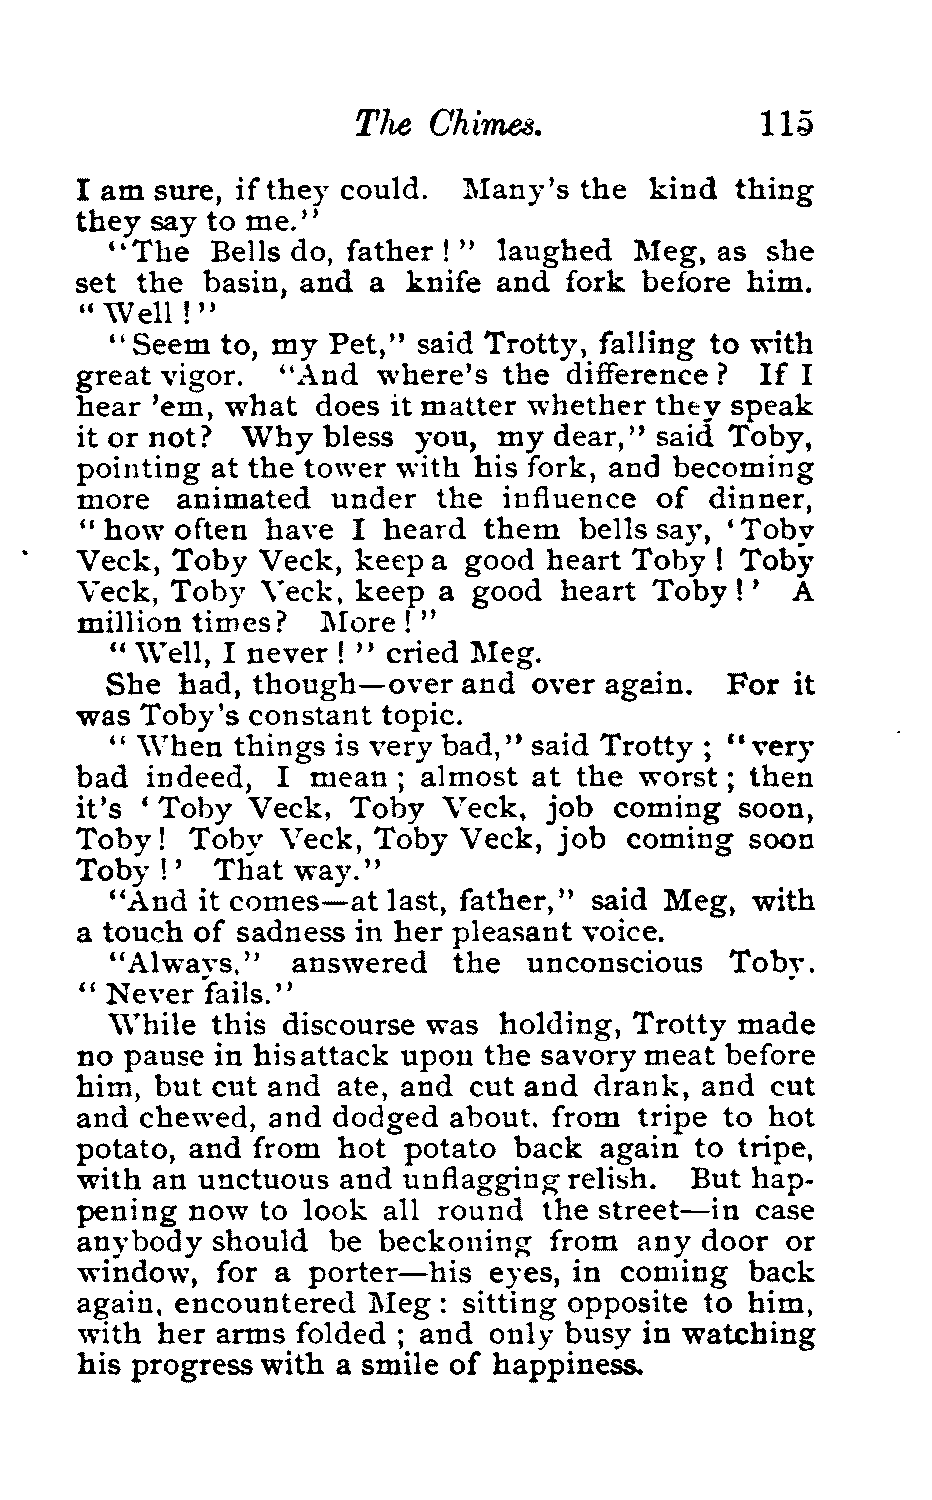 The Chimes. 115
I am sure, if they could. Many's the kind thing
they say to me."
"The Bells do, father!" laughed Meg, as she
set the basin, and a knife and fork before him.
"Well!"
"Seem to, my Pet," said Trotty, falling to with
great vigor. "And where's the difference? If I
hear 'em, what does it matter whether they speak
it or not? Why bless you, my dear," said Toby,
pointing at the tower with his fork, and becoming
more animated under the influence of dinner,
"how often have I heard them bells say, 'Toby
Veck, Toby Veck, keep a good heart Toby! Toby
Veck, Toby Veck, keep a good heart Toby!' A
million times? More!"
"Well, I never!" cried Meg.
She had, though—over and over again. For it
was Toby's constant topic.
"When things is very bad," said Trotty; "very
bad indeed, I mean; almost at the worst; then
it's 'Toby Veck, Toby Veck, job coming soon,
Toby! Toby Veck, Toby Veck, job coming soon
Toby!' That way."
"And it comes—at last, father," said Meg, with
a touch of sadness in her pleasant voice.
"Always," answered the unconscious Toby.
"Never fails."
While this discourse was holding, Trotty made
no pause in his attack upon the savory meat before
him, but cut and ate, and cut and drank, and cut
and chewed, and dodged about. from tripe to hot
potato, and from hot potato back again to tripe,
with an unctuous and unflagging relish. But hap-
pening now to look all round the street—in case
anybody should be beckoning from any door or
window, for a porter—his eyes, in coming back
again, encountered Meg: sitting opposite to him,
with her arms folded; and only busy in watching
his progress with a smile of happiness.